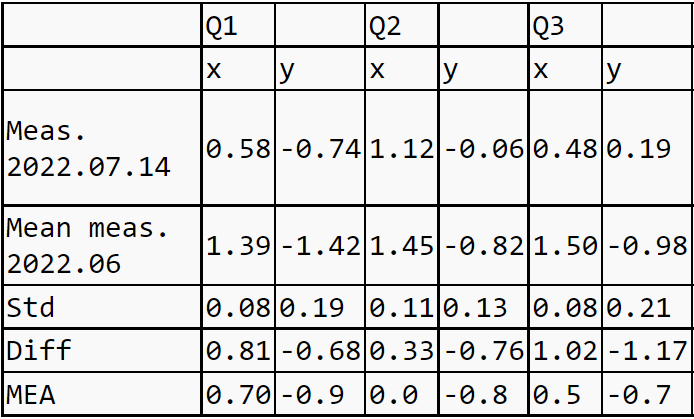 Q1 Q2 Q3
x y x y x y
Meas.
2022.07.14 0.58 -0.74 1.12 -0.06 0.48 0.19
Mean meas.
2022.06 1.39 -1.42 1.45 -0.82 1.50 -0.98
Std 0.08 0.19 0.11 0.13 0.08 0.21
Diff 0.81 -0.68 0.33 -0.76 1.02 -1.17
MEA 0.70 -0.9 0.0 -0.8 0.5 -0.7